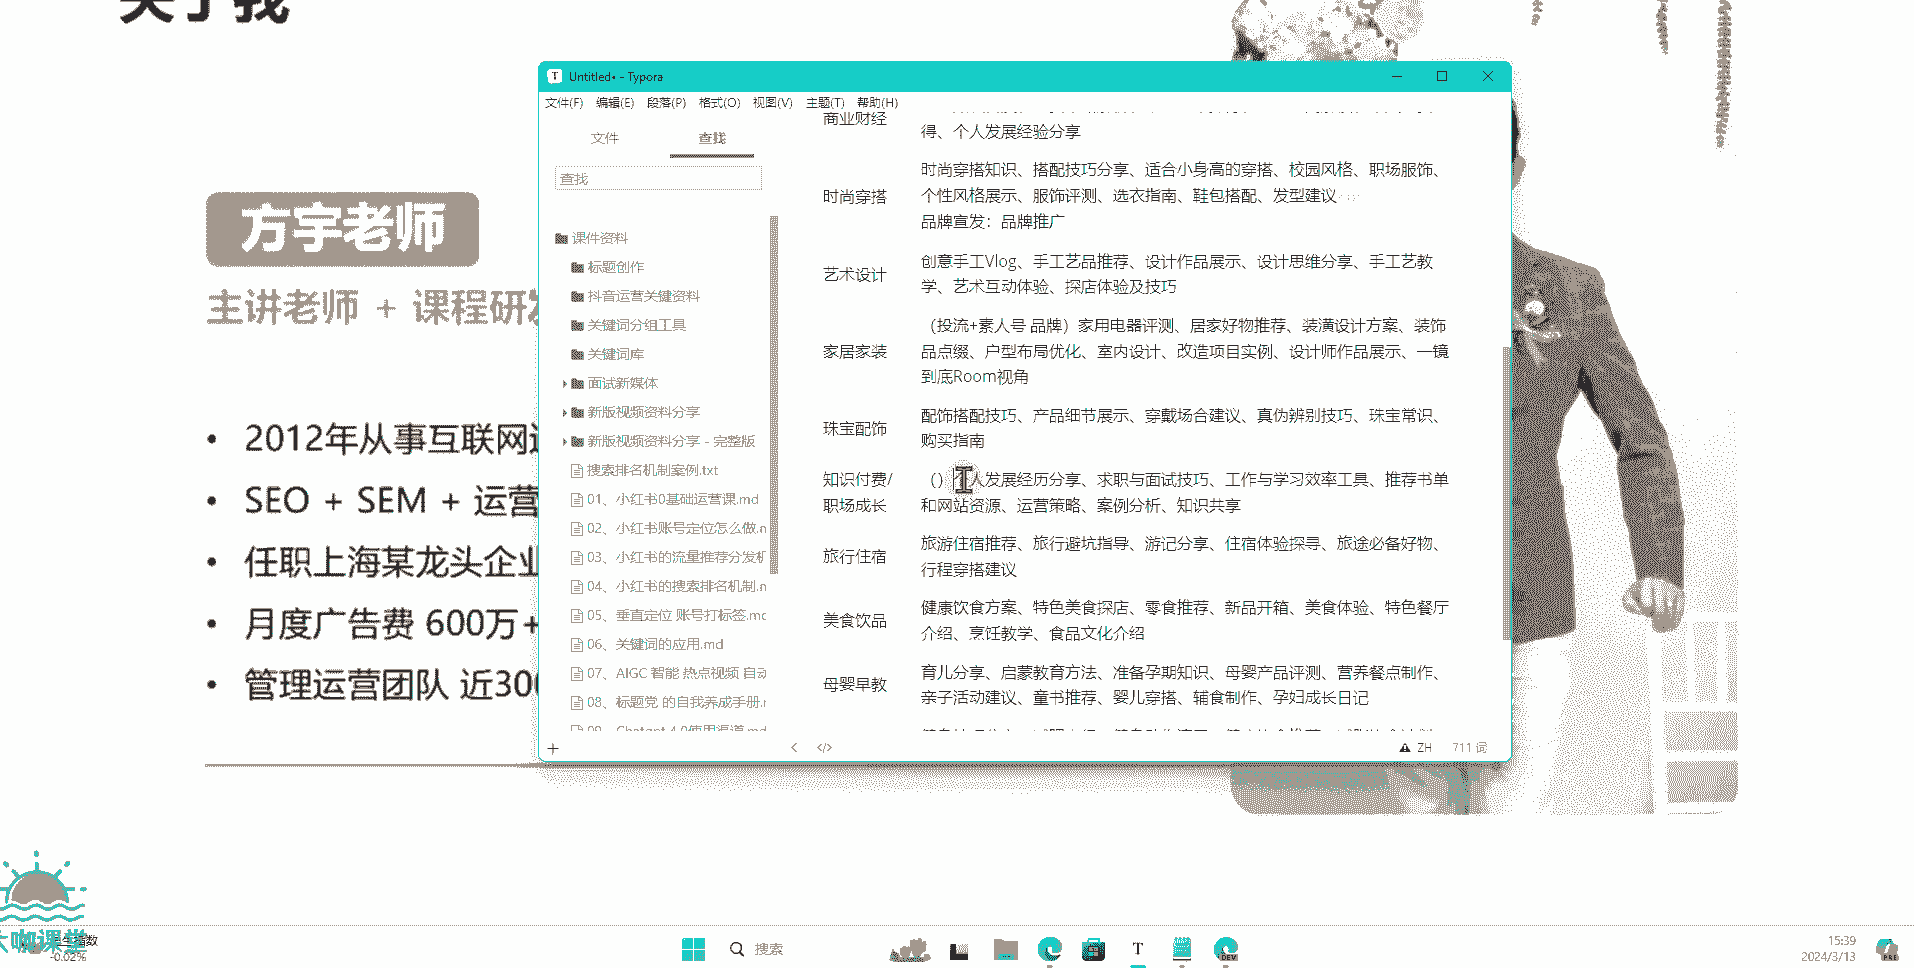 关于我
方宇老师
主讲老师 + 课程研发
2012年从事互联网
SEO + SEM + 运营
任职上海某龙头企业
月度广告费 600万+
管理运营团队 近300
Untitled• - Typora
文件(F) 编辑(E) 段落(P) 格式(O) 视图(V) 主题(T) 帮助(H)
文件 查找
查找
课件资料
标题创作
抖音运营关键资料
关键词分组工具
关键词库
面试新媒体
新版视频资料分享
新版视频资料分享 - 完整版
搜索排名机制案例.txt
01、小红书0基础运营课.md
02、小红书账号定位怎么做.n
03、小红书的流量推荐分发机
04、小红书的搜索排名机制.n
05、垂直定位 账号打标签.mc
06、关键词的应用.md
07、AIGC 智能 热点视频 自动
08、标题党 的自我养成手册.r
09、Chatgpt 4.0使用渠道.md
商业财经
得、个人发展经验分享
时尚穿搭
时尚穿搭知识、搭配技巧分享、适合小身高的穿搭、校园风格、职场服饰、
个性风格展示、服饰评测、选衣指南、鞋包搭配、发型建议
品牌宣发：品牌推广
艺术设计
创意手工Vlog、手工艺品推荐、设计作品展示、设计思维分享、手工艺教
学、艺术互动体验、探店体验及技巧
家居家装
（投流+素人号 品牌）家用电器评测、居家好物推荐、装潢设计方案、装饰
品点缀、户型布局优化、室内设计、改造项目实例、设计师作品展示、一镜
到底Room视角
珠宝配饰
配饰搭配技巧、产品细节展示、穿戴场合建议、真伪辨别技巧、珠宝常识、
购买指南
知识付费/
职场成长
（）个人发展经历分享、求职与面试技巧、工作与学习效率工具、推荐书单
和网站资源、运营策略、案例分析、知识共享
旅行住宿
旅游住宿推荐、旅行避坑指导、游记分享、住宿体验探寻、旅途必备好物、
行程穿搭建议
美食饮品
健康饮食方案、特色美食探店、零食推荐、新品开箱、美食体验、特色餐厅
介绍、烹饪教学、食品文化介绍
母婴早教
育儿分享、启蒙教育方法、准备孕期知识、母婴产品评测、营养餐点制作、
亲子活动建议、童书推荐、婴儿穿搭、辅食制作、孕妇成长日记
ZH 711 词
大咖课堂
-0.02%
搜索
DEV
15:39
2024/3/13
PRE